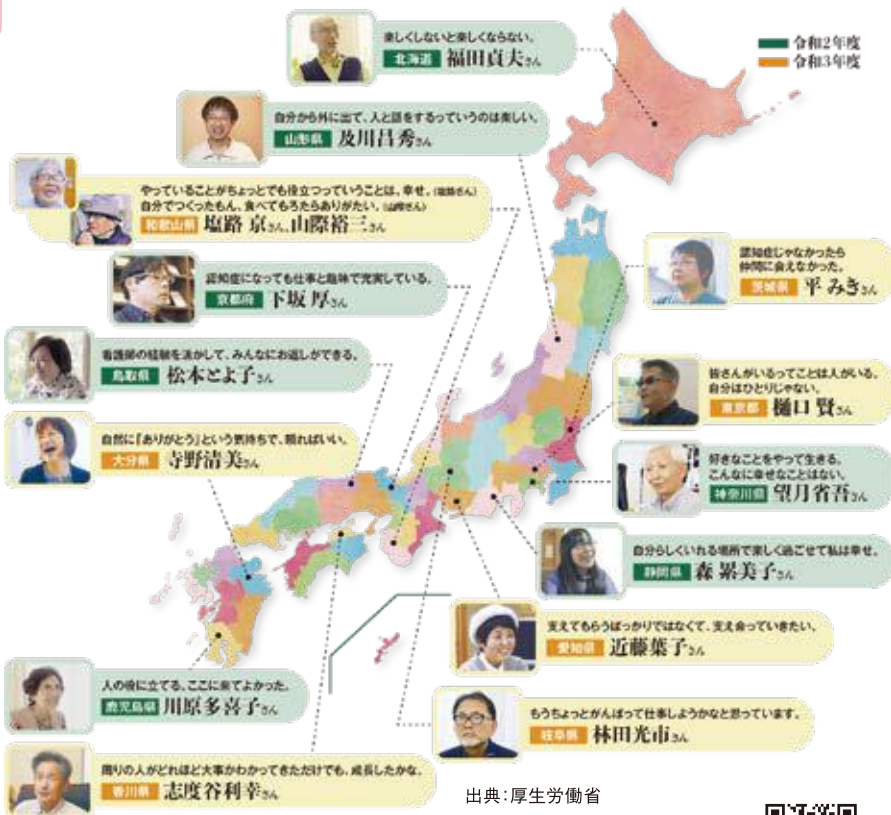 令和2年度
令和3年度
楽しくしないと楽しくならない。
北海道 福田貞夫さん
自分から外に出て、人と話をするっていうのは楽しい。
山形県 及川昌秀さん
やっていることがちょっとでも役立つっていうことは、幸せ。(塩路さん)
自分でつくったもん、食べてもろたらありがたい。(山際さん)
和歌山県 塩路 京さん、山際裕三さん
認知症になっても仕事と趣味で充実している。
京都府 下坂 厚さん
看護師の経験を活かして、みんなにお返しができる。
鳥取県 松本とよ子さん
自然に「ありがとう」という気持ちで、頼ればいい。
大分県 寺野清美さん
認知症じゃなかったら
仲間に会えなかった。
茨城県 平 みきさん
皆さんがいるってことは人がいる。
自分はひとりじゃない。
東京都 樋口 賢さん
好きなことをやって生きる。
こんなに幸せなことはない。
神奈川県 望月省吾さん
自分らしくいれる場所で楽しく過ごせて私は幸せ。
静岡県 森 累美子さん
支えてもらうばっかりではなくて、支え合っていきたい。
愛知県 近藤葉子さん
人の役に立てる。ここに来てよかった。
鹿児島県 川原多喜子さん
もうちょっとがんばって仕事しようかなと思っています。
岐阜県 林田光市さん
周りの人がどれほど大事かわかってきただけでも、成長したかな。
香川県 志度谷利幸さん
出典:厚生労働省